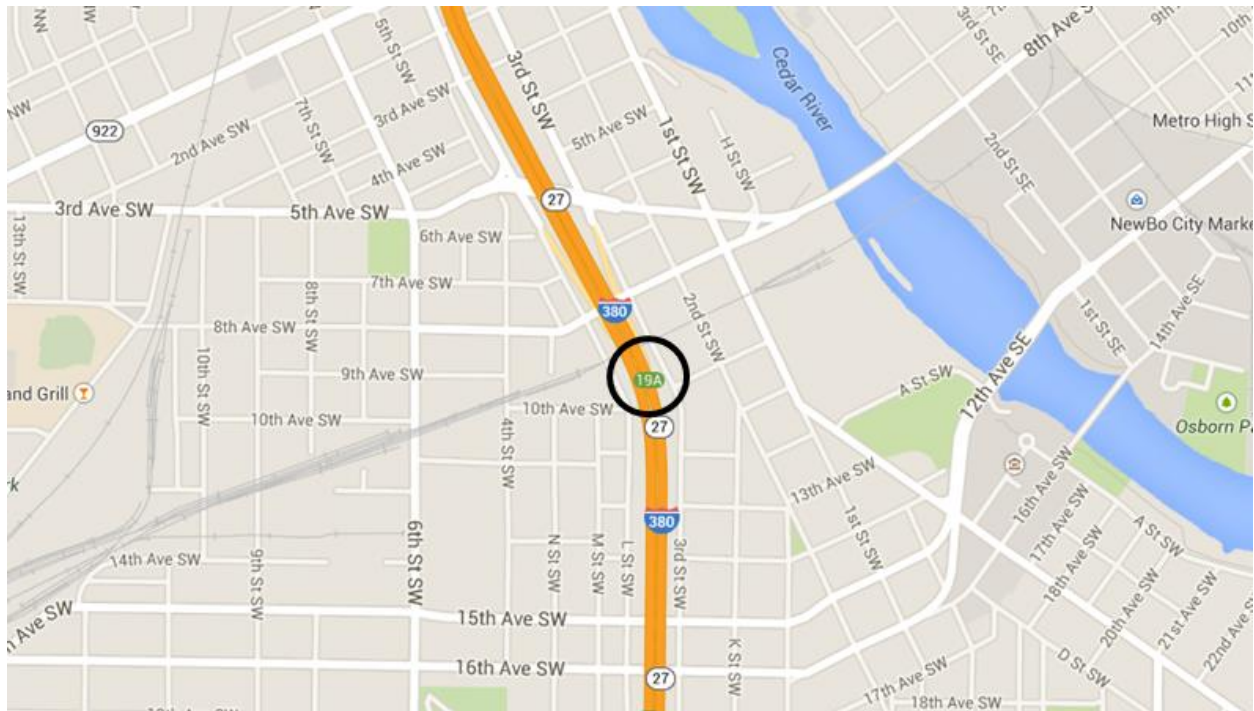 NW
5th St SW
3rd St SW
Cedar River
3rd St SE
8th Ave S
9th
10th
11
NW
3rd Ave SW
7th St SW
5th Ave SW
1st St SW
H St SW
Metro High S
922
2nd Ave SW
4th Ave SW
2nd St SE
27
NewBo City Marke
3rd Ave SW
5th Ave SW
13th St SW
6th Ave SW
7th Ave SW
8th St SW
380
2nd St SW
1st St SE
14th Ave SE
8th Ave SW
10th St SW
9th Ave SW
19A
A St SW
12th Ave SE
and Grill
10th Ave SW
10th Ave SW
27
Osborn Pa
4th St SW
13th Ave SW
16th Ave SW
rk
380
1st St SW
17th Ave SW
A St SW
6th St SW
14th Ave SW
9th St SW
N St SW
M St SW
L St SW
3rd St SW
18th Ave SW
20th Ave SW
21st Ave SW
22nd Ave S
h Ave SW
15th Ave SW
K St SW
D St SW
16th Ave SW
27
17th Ave SW
18th Ave SW